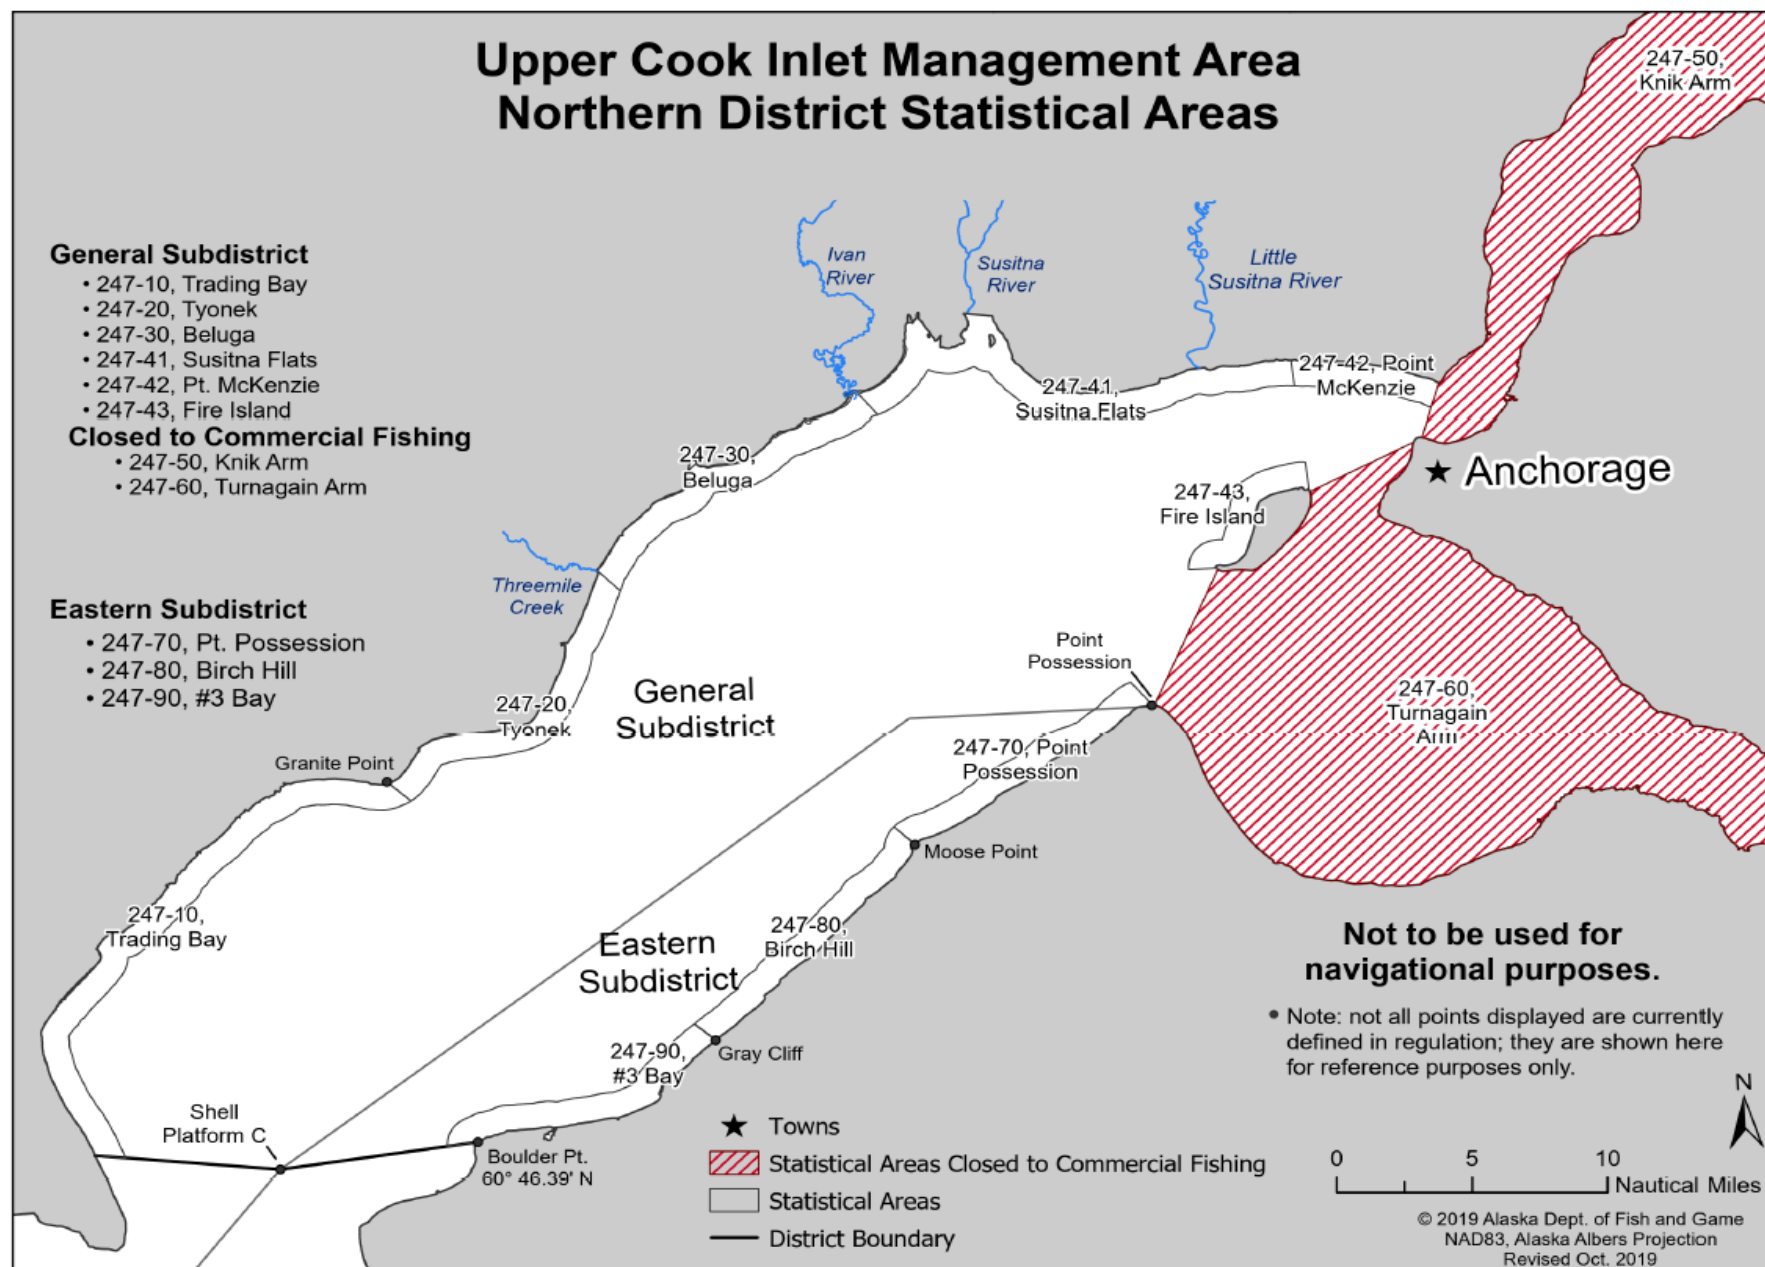 Upper Cook Inlet Management Area
Northern District Statistical Areas
247-50,
Knik Arm
General Subdistrict
• 247-10, Trading Bay
• 247-20, Tyonek
• 247-30, Beluga
• 247-41, Susitna Flats
• 247-42, Pt. McKenzie
• 247-43, Fire Island
Closed to Commercial Fishing
• 247-50, Knik Arm
• 247-60, Turnagain Arm
Eastern Subdistrict
• 247-70, Pt. Possession
• 247-80, Birch Hill
• 247-90, #3 Bay
Ivan
River
Susitna
River
Little
Susitna River
247-42, Point
McKenzie
247-41,
Susitna Flats
247-30,
Beluga
Anchorage
247-43,
Fire Island
Threemile
Creek
Point
Possession
General
Subdistrict
247-20,
Tyonek
247-60,
Turnagain
Arm
Granite Point
247-70, Point
Possession
Moose Point
247-10,
Trading Bay
Eastern
Subdistrict
247-80,
Birch Hill
247-90,
#3 Bay
Gray Cliff
Shell
Platform C
Boulder Pt.
60° 46.39' N
Not to be used for
navigational purposes.
• Note: not all points displayed are currently
defined in regulation; they are shown here
for reference purposes only.
N
Towns
Statistical Areas Closed to Commercial Fishing
Statistical Areas
District Boundary
0 5 10
Nautical Miles
© 2019 Alaska Dept. of Fish and Game
NAD83, Alaska Albers Projection
Revised Oct. 2019